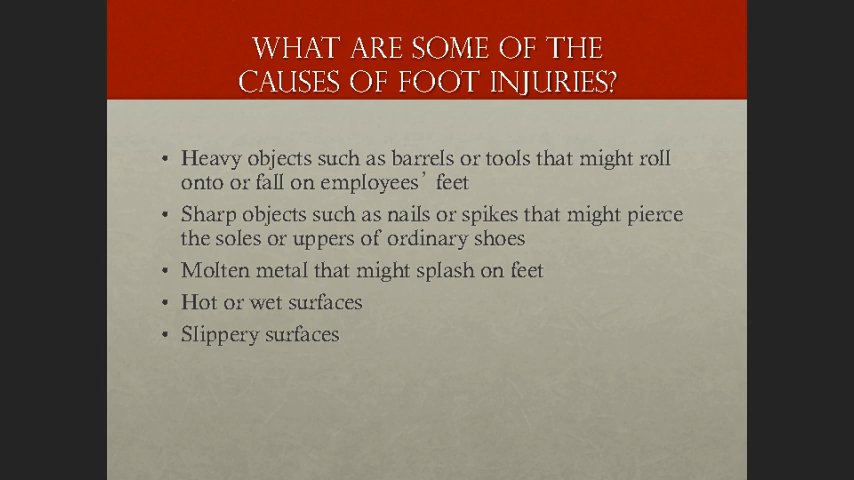 WHAT ARE SOME OF THE
CAUSES OF FOOT INJURIES?
• Heavy objects such as barrels or tools that might roll
onto or fall on employees’ feet
• Sharp objects such as nails or spikes that might pierce
the soles or uppers of ordinary shoes
• Molten metal that might splash on feet
• Hot or wet surfaces
• Slippery surfaces